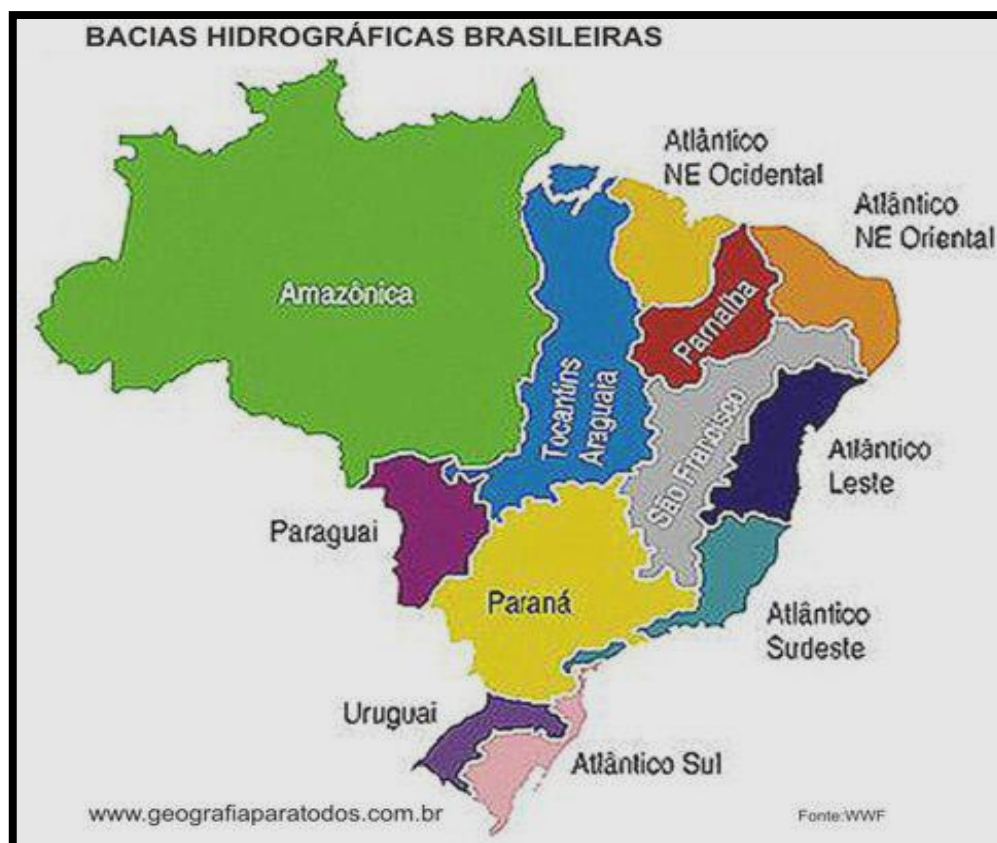 BACIAS HIDROGRÁFICAS BRASILEIRAS
Atlântico
NE Ocidental
Atlântico
NE Oriental
Amazônica
Parnaíba
Tocantins
Araguaia
São Francisco
Atlântico
Leste
Paraguai
Paraná
Atlântico
Sudeste
Uruguai
Atlântico Sul
www.geografiaparatodos.com.br
Fonte:WWF